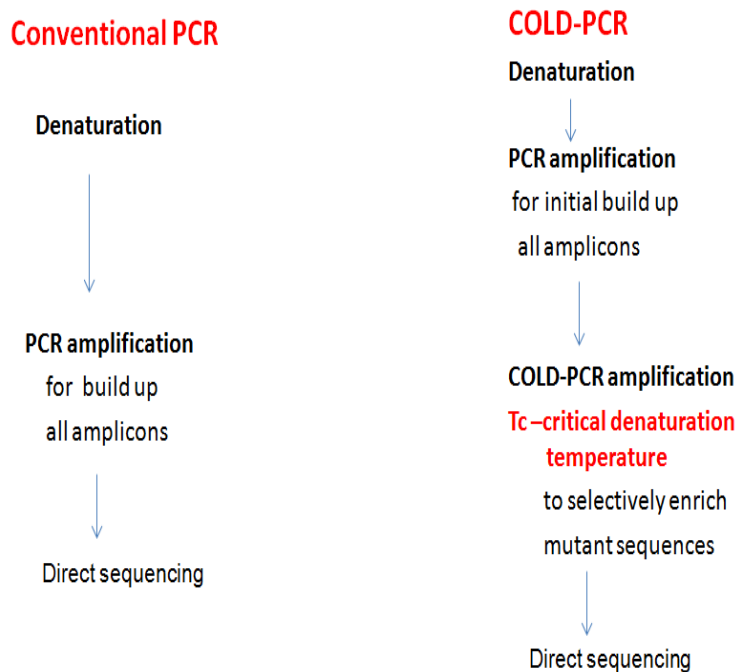 Conventional PCR
Denaturation
PCR amplification
for build up
all amplicons
Direct sequencing
COLD-PCR
Denaturation
PCR amplification
for initial build up
all amplicons
COLD-PCR amplification
Tc –critical denaturation
temperature
to selectively enrich
mutant sequences
Direct sequencing